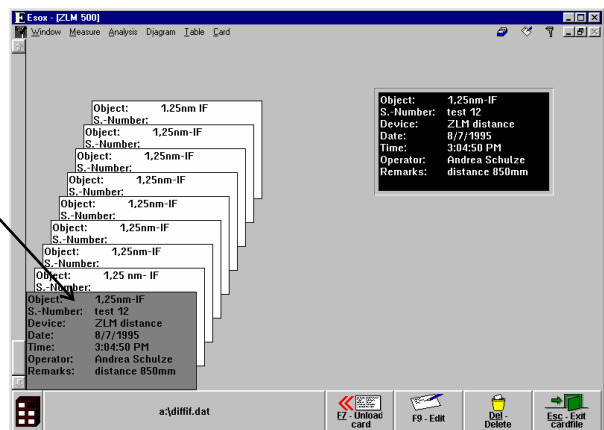 Esox - [ZLM 500]
Window Measure Analysis Djagram Table Card
Object: 1.25nm IF
S.-Number:
Object: 1,25nm-IF
S.-Number:
Object: 1,25nm-IF
S.-Number:
Object: 1,25nm-IF
S.-Number:
Object: 1,25nm-IF
S.-Number:
Object: 1,25nm-IF
S.-Number:
Object: 1,25nm-IF
S.-Number:
Object: 1,25 nm- IF
S.-Number:
Object: 1,25nm-IF
S.-Number: test 12
Device: ZLM distance
Date: 8/7/1995
Time: 3:04:50 PM
Operator: Andrea Schulze
Remarks: distance 850mm
Object: 1,25nm-IF
S.-Number: test 12
Device: ZLM distance
Date: 8/7/1995
Time: 3:04:50 PM
Operator: Andrea Schulze
Remarks: distance 850mm
a:\diffif.dat
F7 - Unload
card
F9 - Edit
Del -
Delete
Esc - Exit
cardfile